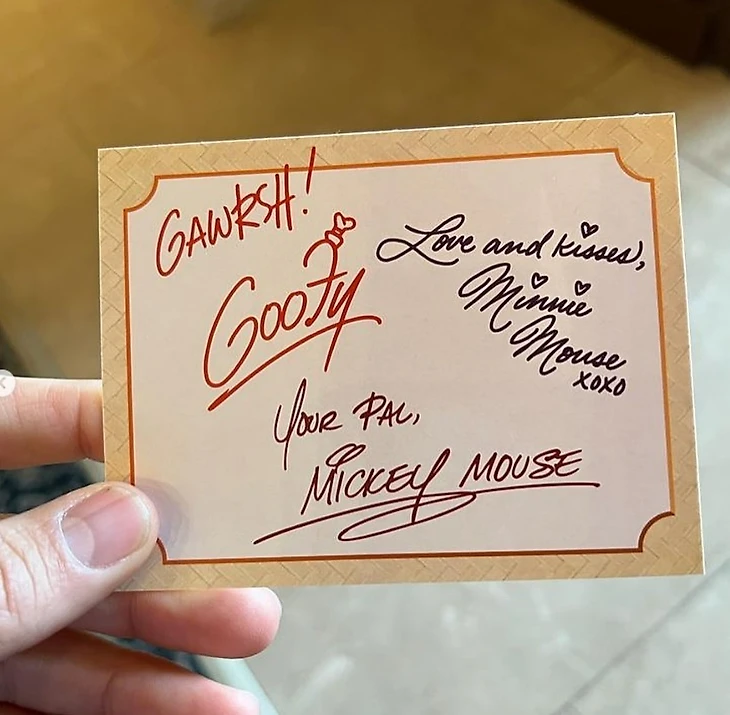 GAWRSH!
GOOFY
Love and kisses,
Minnie
Mouse
xoxo
YOUR PAL,
MICKEY MOUSE